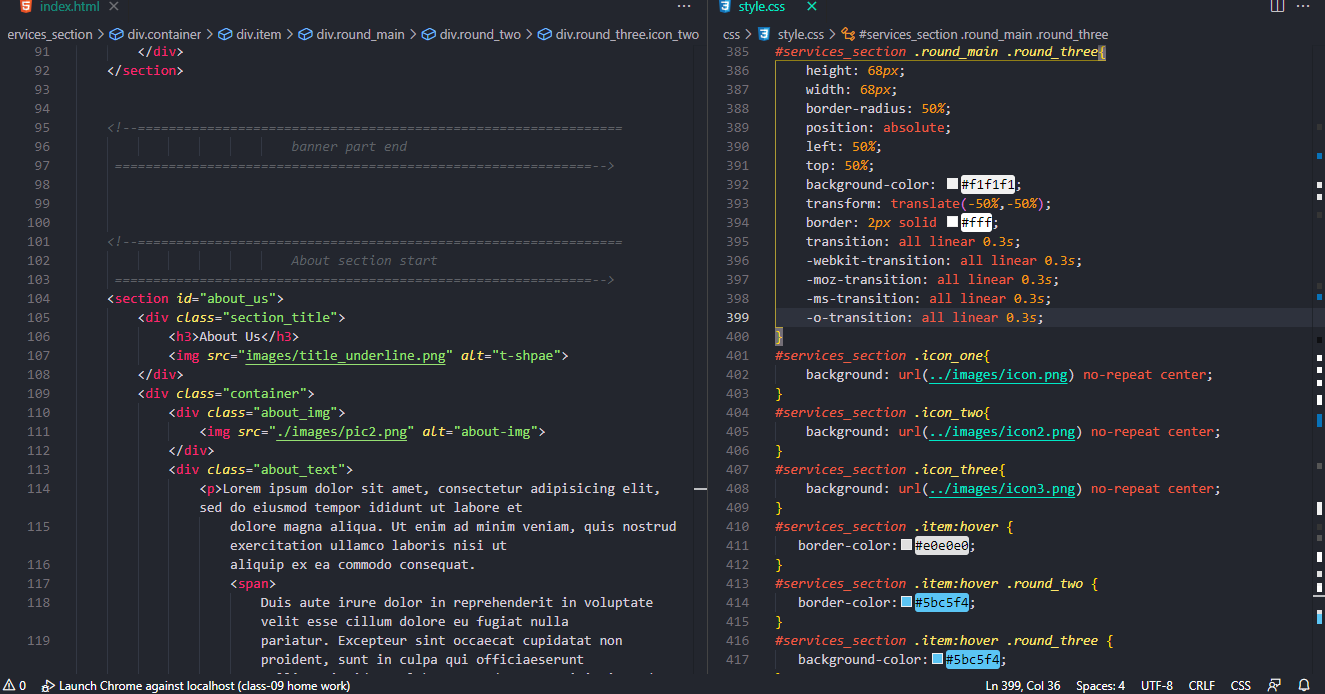 index.html
ervices_section > div.container > div.item > div.round_main > div.round_two > div.round_three.icon_two
91 </div>
92 </section>
93
94
95 <!--===============================================================
96 banner part end
97 ===============================================================-->
98
99
100
101 <!--===============================================================
102 About section start
103 ===============================================================-->
104 <section id="about_us">
105 <div class="section_title">
106 <h3>About Us</h3>
107 <img src="images/title_underline.png" alt="t-shpae">
108 </div>
109 <div class="container">
110 <div class="about_img">
111 <img src="./images/pic2.png" alt="about-img">
112 </div>
113 <div class="about_text">
114 <p>Lorem ipsum dolor sit amet, consectetur adipisicing elit,
sed do eiusmod tempor ididunt ut labore et
115 dolore magna aliqua. Ut enim ad minim veniam, quis nostrud
exercitation ullamco laboris nisi ut
116 aliquip ex ea commodo consequat.
117 <span>
118 Duis aute irure dolor in reprehenderit in voluptate
velit esse cillum dolore eu fugiat nulla
119 pariatur. Excepteur sint occaecat cupidatat non
proident, sunt in culpa qui officiaeserunt
style.css
css > style.css > #services_section .round_main .round_three
385 #services_section .round_main .round_three{
386 height: 68px;
387 width: 68px;
388 border-radius: 50%;
389 position: absolute;
390 left: 50%;
391 top: 50%;
392 background-color: #f1f1f1;
393 transform: translate(-50%,-50%);
394 border: 2px solid #fff;
395 transition: all linear 0.3s;
396 -webkit-transition: all linear 0.3s;
397 -moz-transition: all linear 0.3s;
398 -ms-transition: all linear 0.3s;
399 -o-transition: all linear 0.3s;
400 }
401 #services_section .icon_one{
402 background: url(../images/icon.png) no-repeat center;
403 }
404 #services_section .icon_two{
405 background: url(../images/icon2.png) no-repeat center;
406 }
407 #services_section .icon_three{
408 background: url(../images/icon3.png) no-repeat center;
409 }
410 #services_section .item:hover {
411 border-color: #e0e0e0;
412 }
413 #services_section .item:hover .round_two {
414 border-color: #5bc5f4;
415 }
416 #services_section .item:hover .round_three {
417 background-color: #5bc5f4;
0 Launch Chrome against localhost (class-09 home work) Ln 399, Col 36 Spaces: 4 UTF-8 CRLF CSS